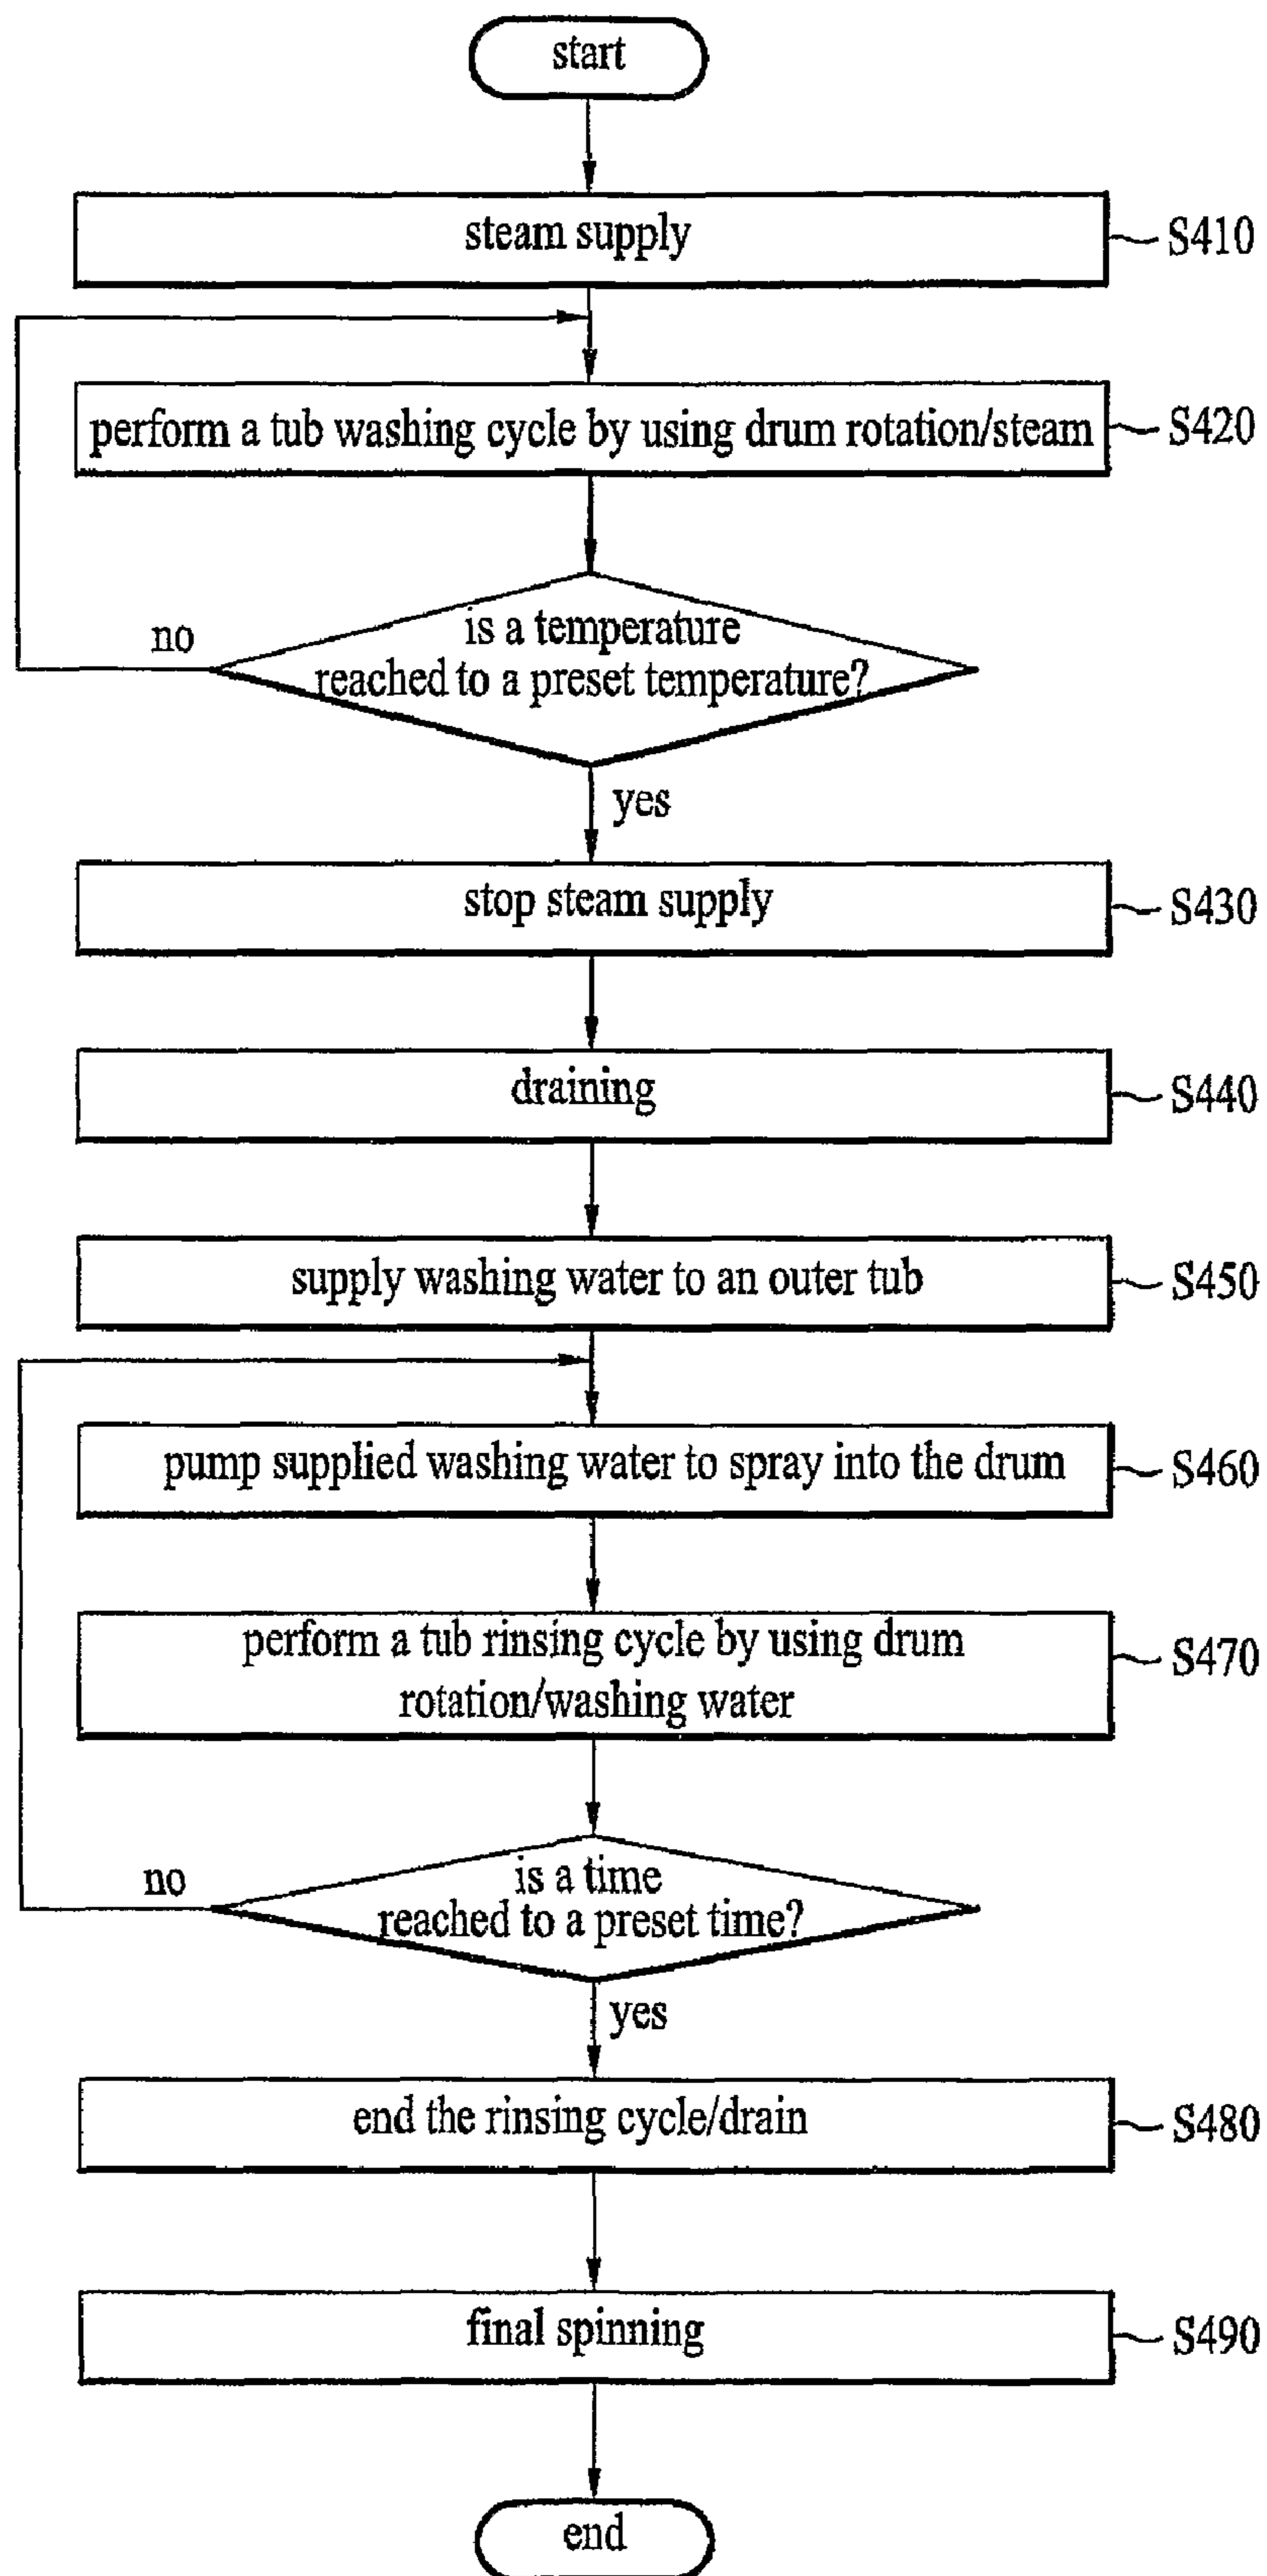 start
steam supply
S410
perform a tub washing cycle by using drum rotation/steam
S420
is a temperature
reached to a preset temperature?
no
yes
stop steam supply
S430
draining
S440
supply washing water to an outer tub
S450
pump supplied washing water to spray into the drum
S460
perform a tub rinsing cycle by using drum
rotation/washing water
S470
is a time
reached to a preset time?
no
yes
end the rinsing cycle/drain
S480
final spinning
S490
end